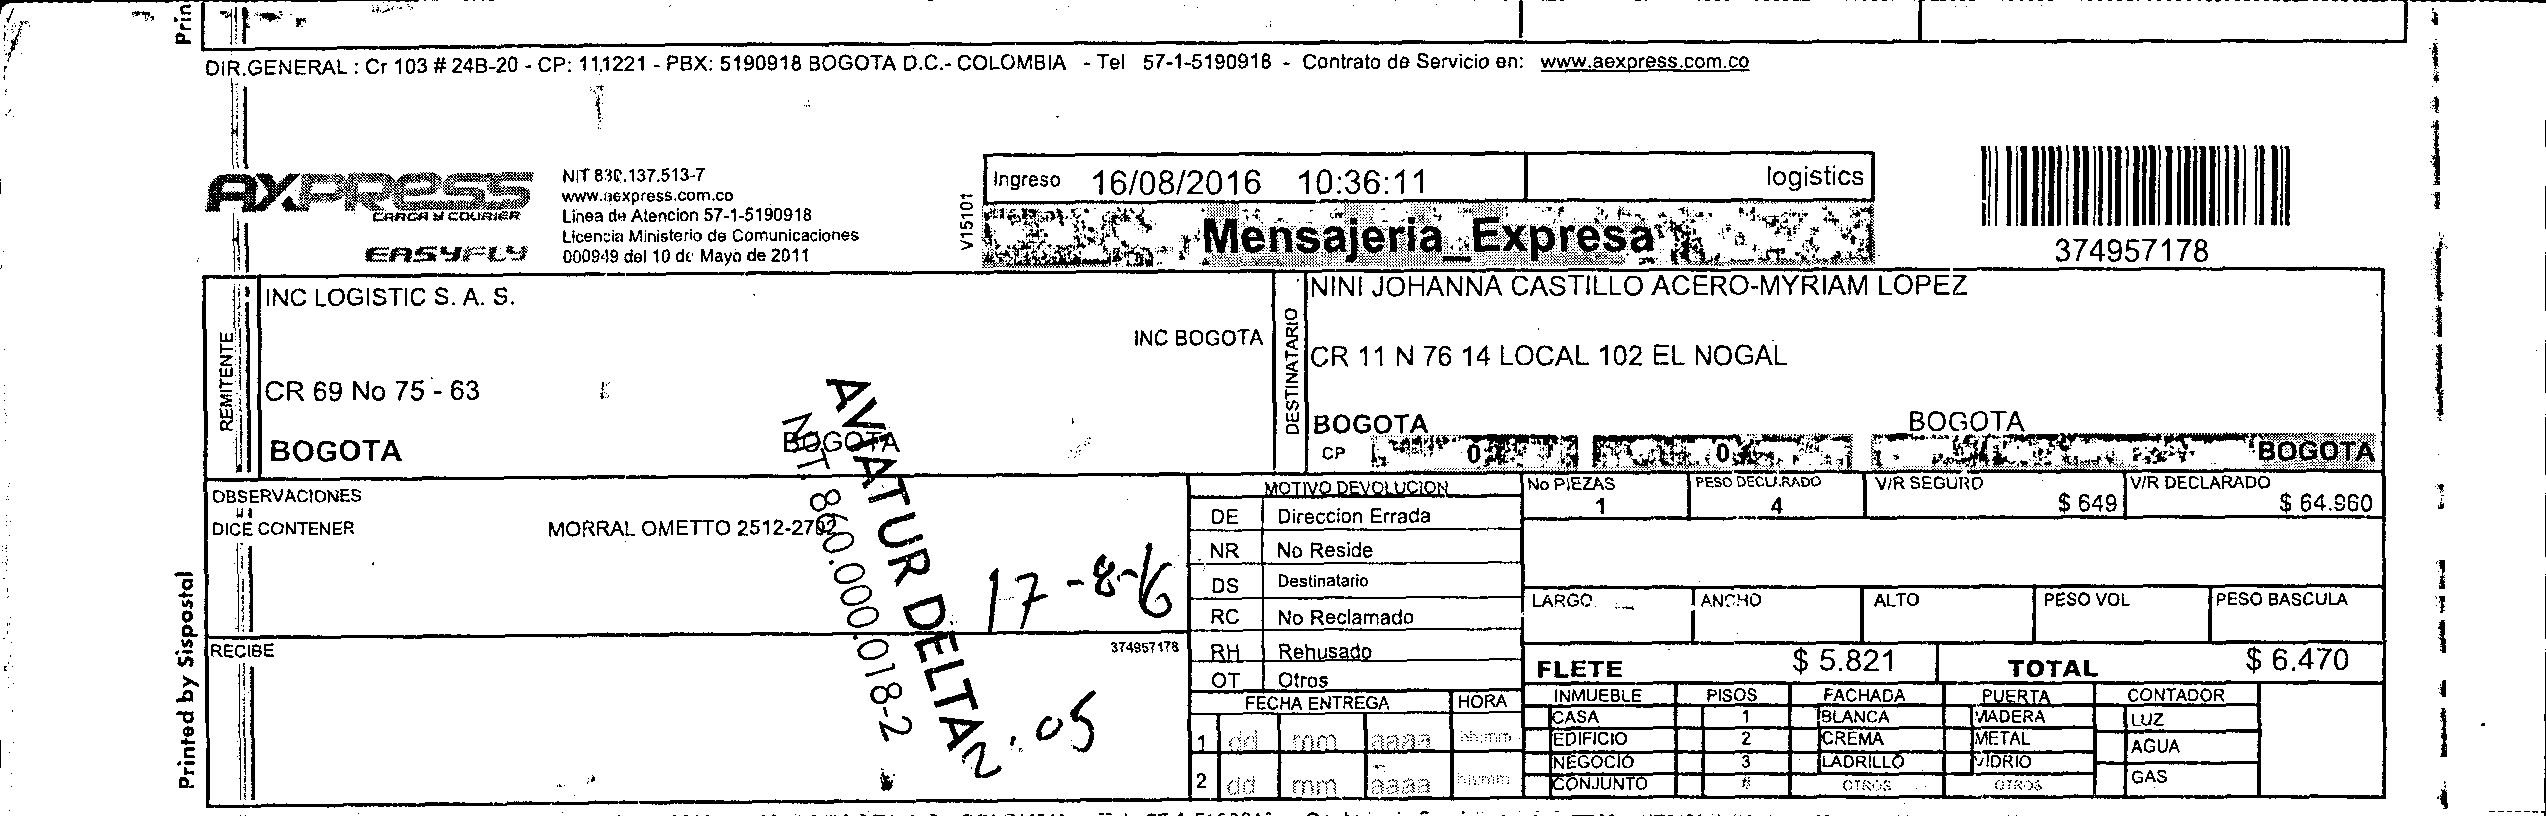 Prin
DIR.GENERAL : Cr 103 # 24B-20 - CP: 111221 - PBX: 5190918 BOGOTA D.C.- COLOMBIA - Tel 57-1-5190918 - Contrato de Servicio en: www.aexpress.com.co
AXPRESS
CARGA Y COURIER
EASYFLY
NIT 830.137.513-7
www.aexpress.com.co
Linea de Atencion 57-1-5190918
Licencia Ministerio de Comunicaciones
000949 del 10 de Mayo de 2011
V15101
Ingreso 16/08/2016 10:36:11 logistics
Mensajeria_Expresa
374957178
REMITENTE
INC LOGISTIC S. A. S.
INC BOGOTA
CR 69 No 75 - 63
BOGOTA
BOGOTA
DESTINATARIO
NINI JOHANNA CASTILLO ACERO-MYRIAM LOPEZ
CR 11 N 76 14 LOCAL 102 EL NOGAL
BOGOTA BOGOTA
CP 0 0 BOGOTA
OBSERVACIONES
DICE CONTENER MORRAL OMETTO 2512-2702
AVIATUR DELTA
NIT. 860.000.018-2
17-8-16
2:05
RECIBE 374957178
Printed by Sispostal
MOTIVO DEVOLUCION
DE Direccion Errada
NR No Reside
DS Destinatario
RC No Reclamado
RH Rehusado
OT Otros
FECHA ENTREGA HORA
1 dd mm aaaa hh:mm
2 dd mm aaaa hh:mm
No PIEZAS PESO DECLARADO V/R SEGURO V/R DECLARADO
1 4 $ 649 $ 64.960
LARGO ANCHO ALTO PESO VOL PESO BASCULA
FLETE $ 5.821 TOTAL $ 6.470
INMUEBLE PISOS FACHADA PUERTA CONTADOR
CASA 1 BLANCA MADERA LUZ
EDIFICIO 2 CREMA METAL AGUA
NEGOCIO 3 LADRILLO VIDRIO
CONJUNTO # OTROS OTROS GAS